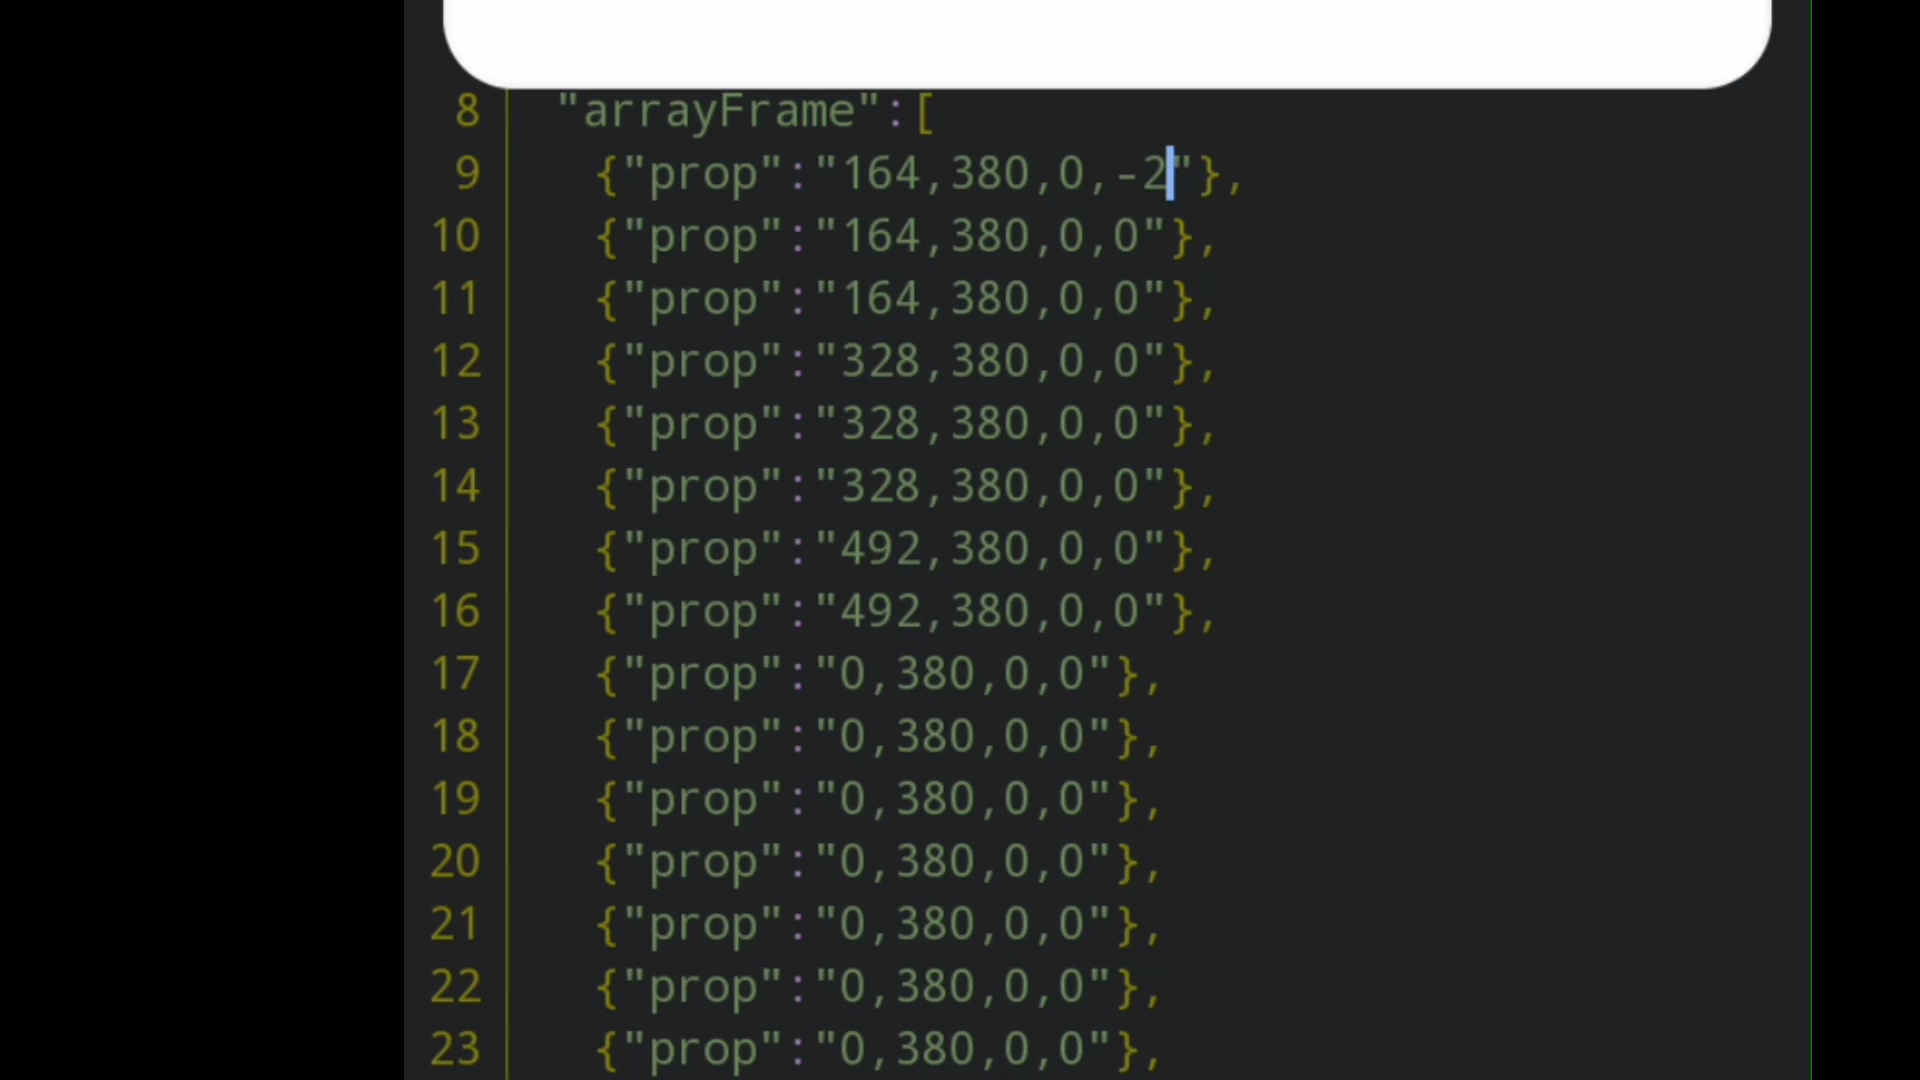 8 "arrayFrame":[
9 {"prop":"164,380,0,-2"},
10 {"prop":"164,380,0,0"},
11 {"prop":"164,380,0,0"},
12 {"prop":"328,380,0,0"},
13 {"prop":"328,380,0,0"},
14 {"prop":"328,380,0,0"},
15 {"prop":"492,380,0,0"},
16 {"prop":"492,380,0,0"},
17 {"prop":"0,380,0,0"},
18 {"prop":"0,380,0,0"},
19 {"prop":"0,380,0,0"},
20 {"prop":"0,380,0,0"},
21 {"prop":"0,380,0,0"},
22 {"prop":"0,380,0,0"},
23 {"prop":"0,380,0,0"},